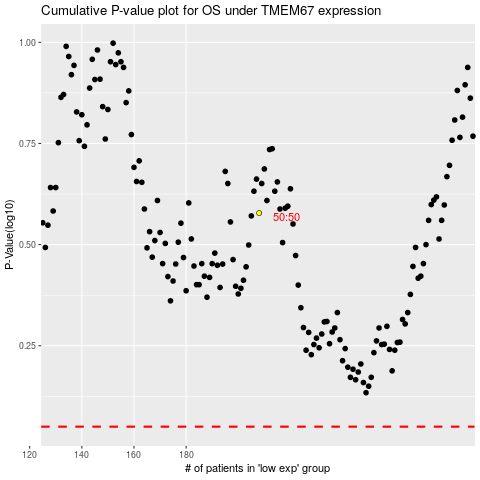 Cumulative P-value plot for OS under TMEM67 expression
P-Value(log10)
1.00
0.75
0.50
0.25
50:50
125 140 160 180
# of patients in 'low exp' group